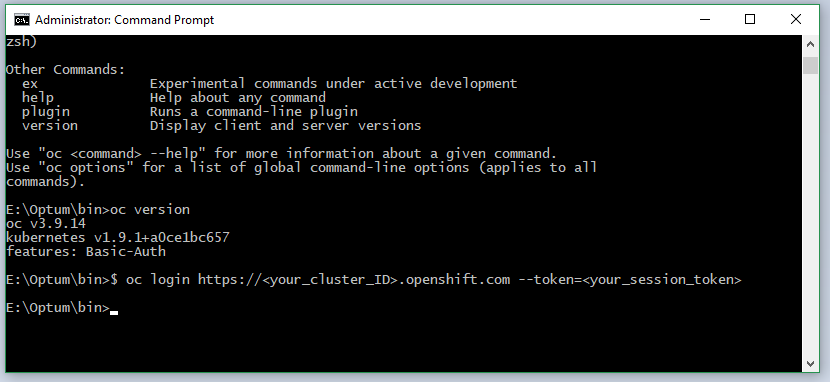 Administrator: Command Prompt
zsh)
Other Commands:
ex Experimental commands under active development
help Help about any command
plugin Runs a command-line plugin
version Display client and server versions
Use "oc <command> --help" for more information about a given command.
Use "oc options" for a list of global command-line options (applies to all
commands).
E:\Optum\bin>oc version
oc v3.9.14
kubernetes v1.9.1+a0ce1bc657
features: Basic-Auth
E:\Optum\bin>$ oc login https://<your_cluster_ID>.openshift.com --token=<your_session_token>
E:\Optum\bin>